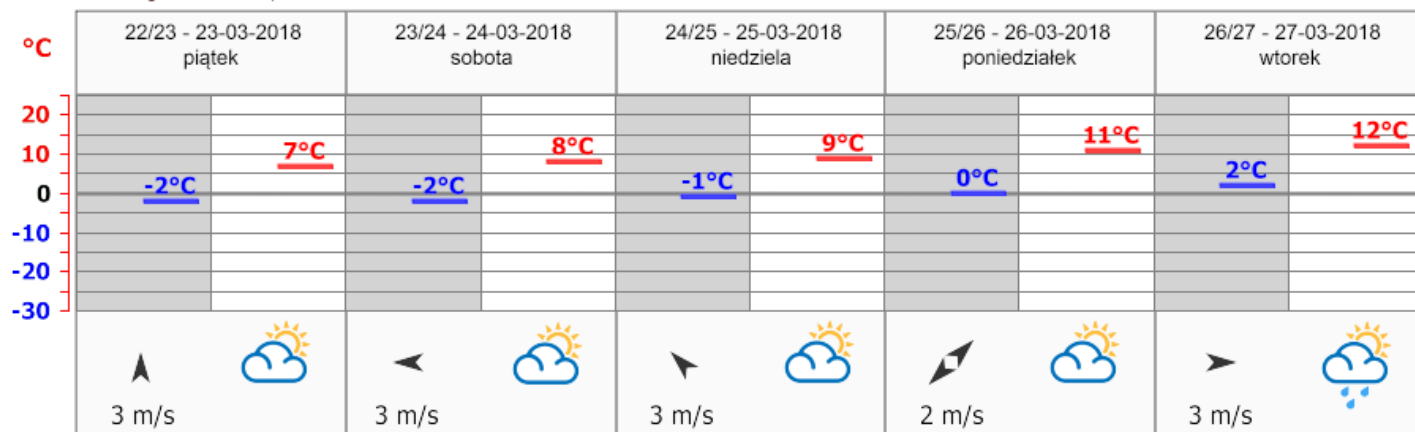 °C
22/23 - 23-03-2018
piątek
23/24 - 24-03-2018
sobota
24/25 - 25-03-2018
niedziela
25/26 - 26-03-2018
poniedziałek
26/27 - 27-03-2018
wtorek
20
10
0
-10
-20
-30
-2°C
7°C
-2°C
8°C
-1°C
9°C
0°C
11°C
2°C
12°C
3 m/s
3 m/s
3 m/s
2 m/s
3 m/s